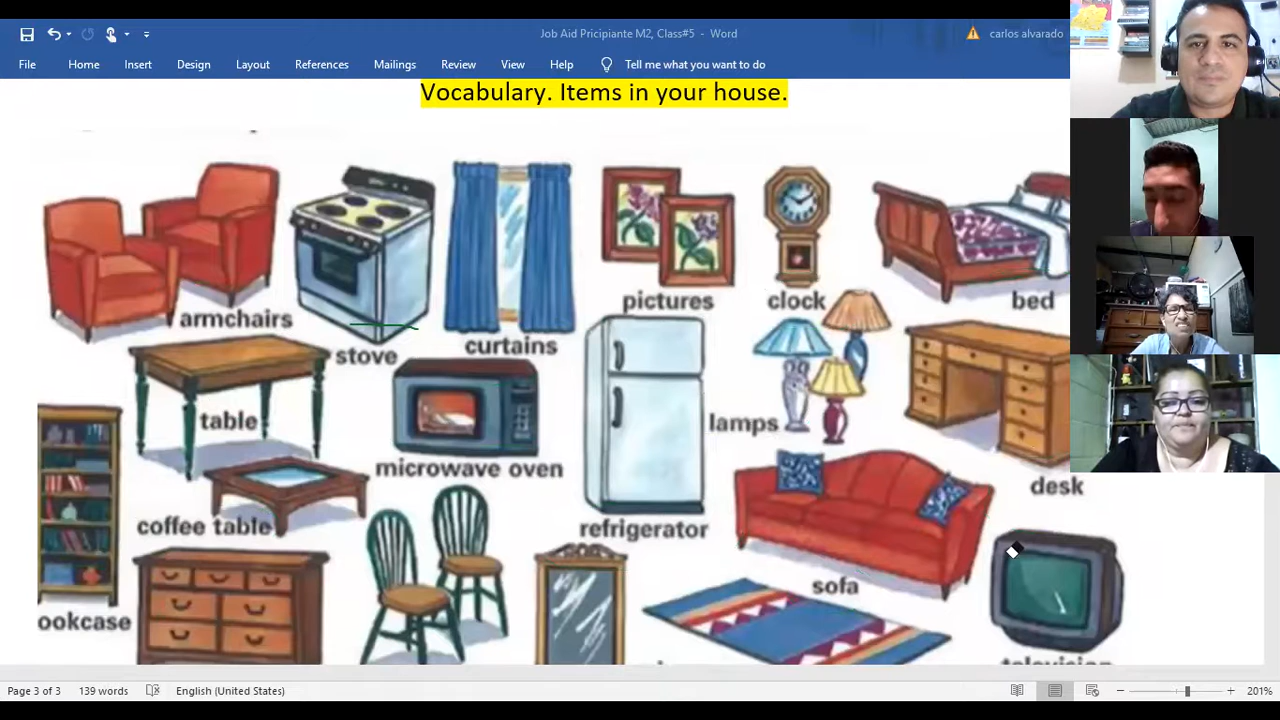 Job Aid Pricipiante M2, Class#5 - Word
carlos alvarado
File Home Insert Design Layout References Mailings Review View Help Tell me what you want to do
Vocabulary. Items in your house.
armchairs
stove
curtains
pictures
clock
bed
table
microwave oven
lamps
desk
coffee table
refrigerator
sofa
ookcase
television
Page 3 of 3 139 words English (United States) 201%